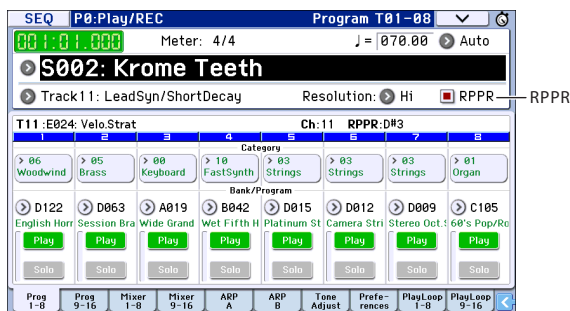 SEQ P0:Play/REC Program T01-08
001:01.000 Meter: 4/4 ♩= 070.00 Auto
S002: Krome Teeth
Track11: LeadSyn/ShortDecay Resolution: Hi RPPR
RPPR
T11 :E024: Velo.Strat Ch:11 RPPR:D#3
1 2 3 4 5 6 7 8
Category
> 06 > 05 > 00 > 10 > 03 > 03 > 03 > 01
Woodwind Brass Keyboard FastSynth Strings Strings Strings Organ
Bank/Program
D122 D063 A019 B042 D015 D012 D009 C105
English Horr Session Bra Wide Grand Wet Fifth H Platinum St Camera Stri Stereo Oct.S 60's Pop/Ro
Play Play Play Play Play Play Play Play
Solo Solo Solo Solo Solo Solo Solo Solo
Prog 1-8 Prog 9-16 Mixer 1-8 Mixer 9-16 ARP A ARP B Tone Adjust Prefe-rences PlayLoop 1-8 PlayLoop 9-16